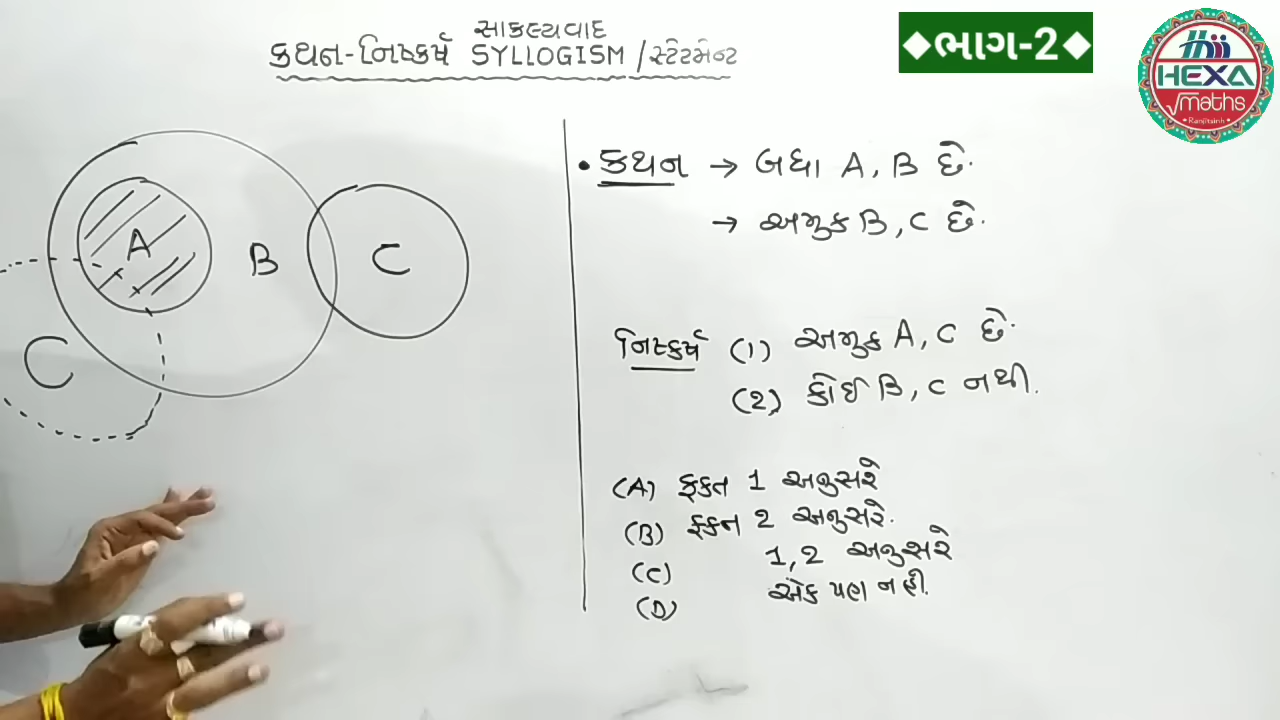 સાકલ્યવાદ
કથન-નિષ્કર્ષ SYLLOGISM /સ્ટેટમેન્ટ
◆ભાગ-2◆
HEXA
√maths
Ranjitsinh
A
B
C
C
• કથન → બધા A, B છે.
→ અમુક B, C છે.
નિષ્કર્ષ (1) અમુક A, C છે.
(2) કોઈ B, C નથી.
(A) ફક્ત 1 અનુસરે
(B) ફક્ત 2 અનુસરે.
(C) 1,2 અનુસરે
(D) એક પણ નહી.